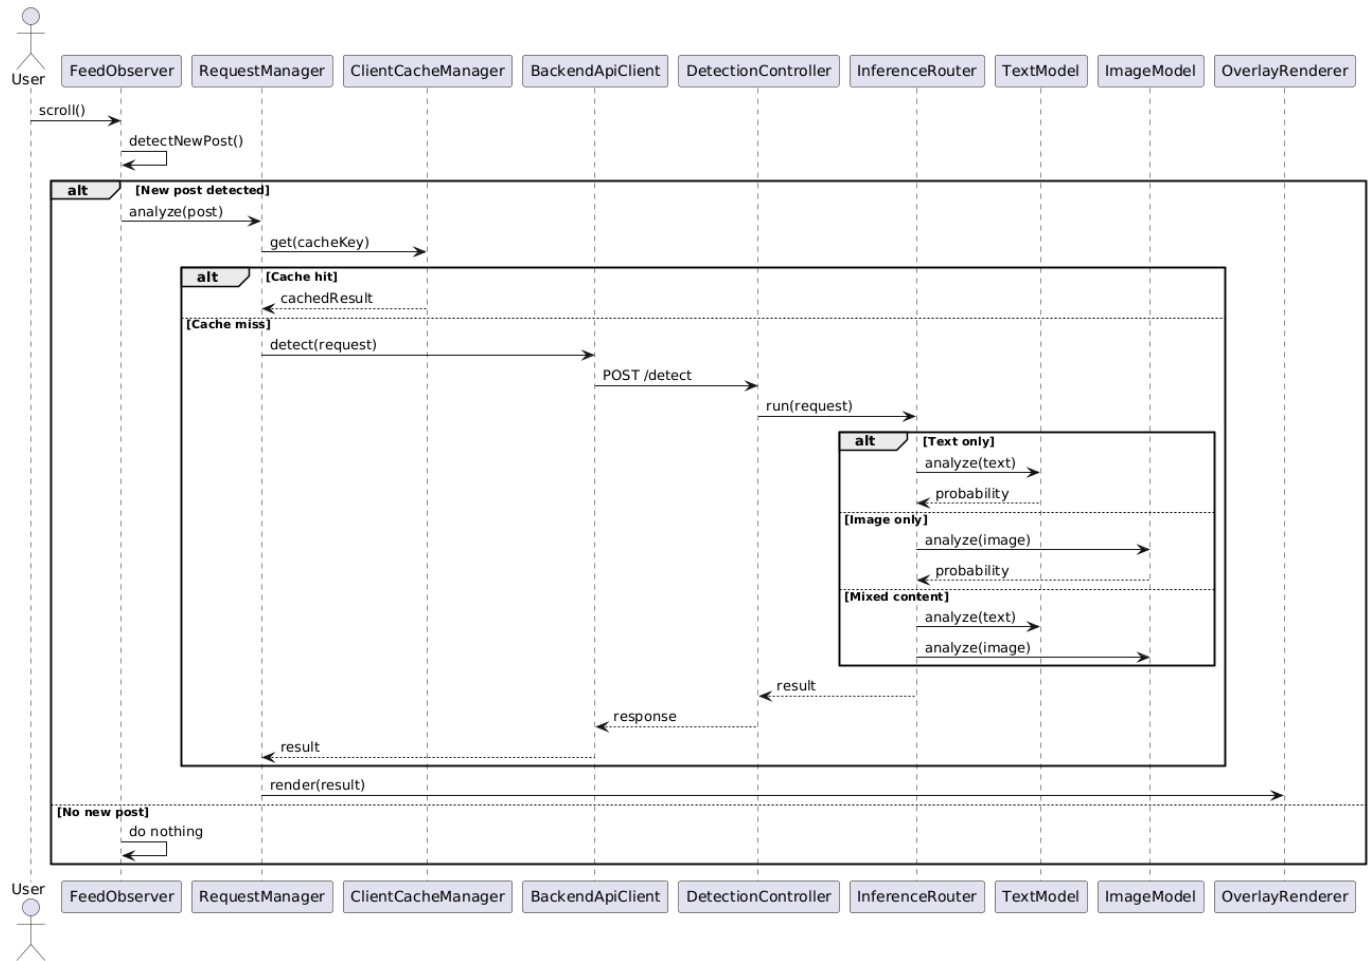 User
FeedObserver
RequestManager
ClientCacheManager
BackendApiClient
DetectionController
InferenceRouter
TextModel
ImageModel
OverlayRenderer
scroll()
detectNewPost()
alt
[New post detected]
analyze(post)
get(cacheKey)
alt
[Cache hit]
cachedResult
[Cache miss]
detect(request)
POST /detect
run(request)
alt
[Text only]
analyze(text)
probability
[Image only]
analyze(image)
probability
[Mixed content]
analyze(text)
analyze(image)
result
response
result
render(result)
[No new post]
do nothing
User
FeedObserver
RequestManager
ClientCacheManager
BackendApiClient
DetectionController
InferenceRouter
TextModel
ImageModel
OverlayRenderer